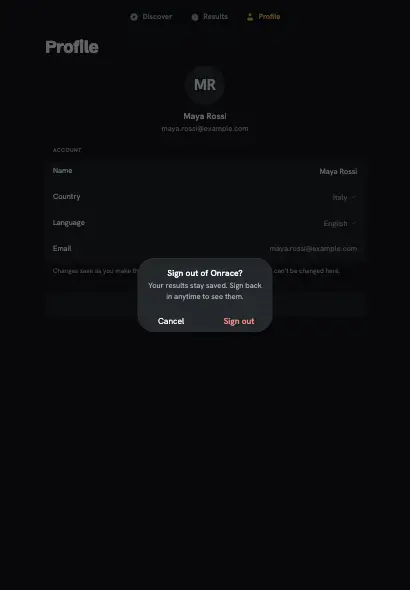 Discover
Results
Profile
Profile
MR
Maya Rossi
maya.rossi@example.com
ACCOUNT
Name
Maya Rossi
Country
Italy
Language
English
Email
maya.rossi@example.com
Changes save as you make th
can't be changed here.
Sign out of Onrace?
Your results stay saved. Sign back
in anytime to see them.
Cancel
Sign out